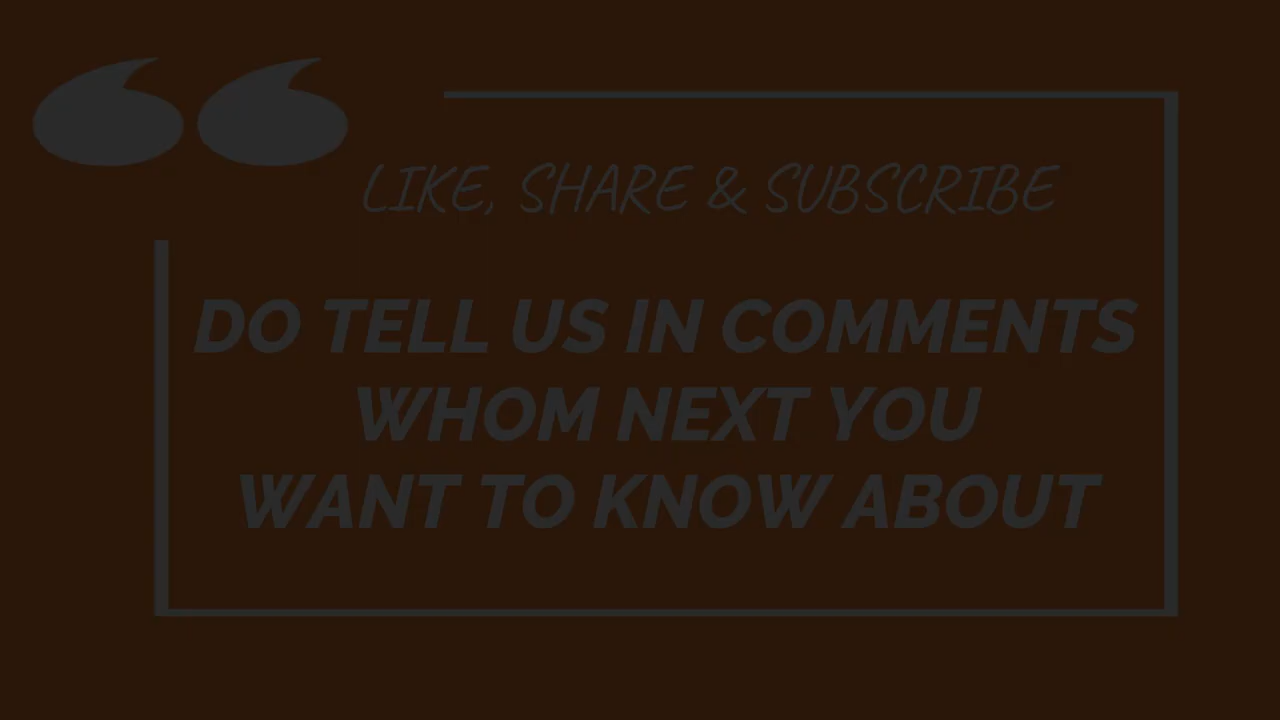 LIKE, SHARE & SUBSCRIBE
DO TELL US IN COMMENTS
WHOM NEXT YOU
WANT TO KNOW ABOUT